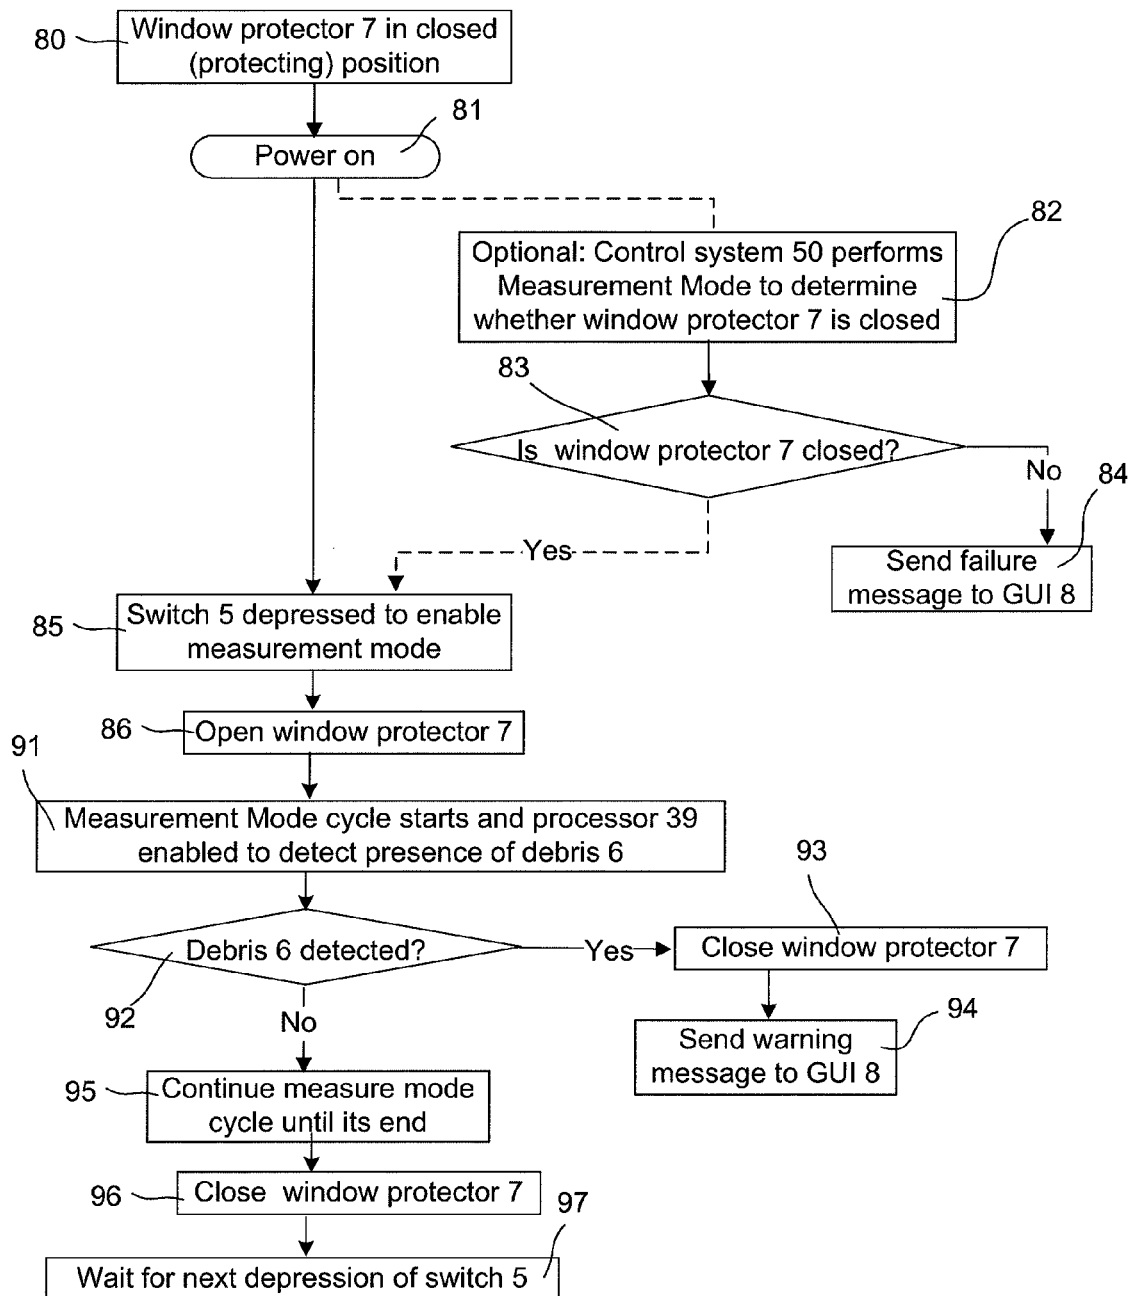 80
Window protector 7 in closed
(protecting) position
81
Power on
82
Optional: Control system 50 performs
Measurement Mode to determine
whether window protector 7 is closed
83
Is window protector 7 closed?
No
84
Yes
Send failure
message to GUI 8
85
Switch 5 depressed to enable
measurement mode
86
Open window protector 7
91
Measurement Mode cycle starts and processor 39
enabled to detect presence of debris 6
93
Debris 6 detected?
Yes
Close window protector 7
92
No
94
Send warning
message to GUI 8
95
Continue measure mode
cycle until its end
96
Close window protector 7
97
Wait for next depression of switch 5